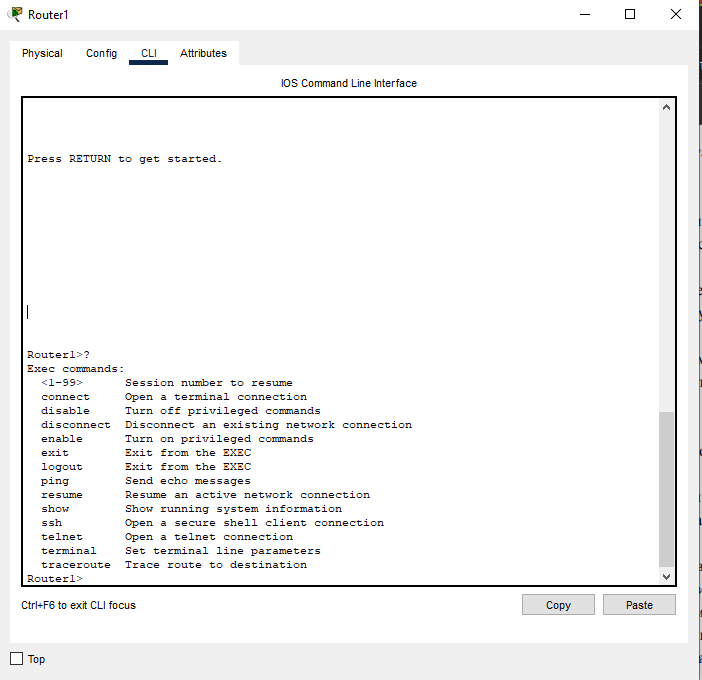 Router1
Physical Config CLI Attributes
IOS Command Line Interface
Press RETURN to get started.
Router1>?
Exec commands:
<1-99> Session number to resume
connect Open a terminal connection
disable Turn off privileged commands
disconnect Disconnect an existing network connection
enable Turn on privileged commands
exit Exit from the EXEC
logout Exit from the EXEC
ping Send echo messages
resume Resume an active network connection
show Show running system information
ssh Open a secure shell client connection
telnet Open a telnet connection
terminal Set terminal line parameters
traceroute Trace route to destination
Router1>
Ctrl+F6 to exit CLI focus
Copy Paste
Top